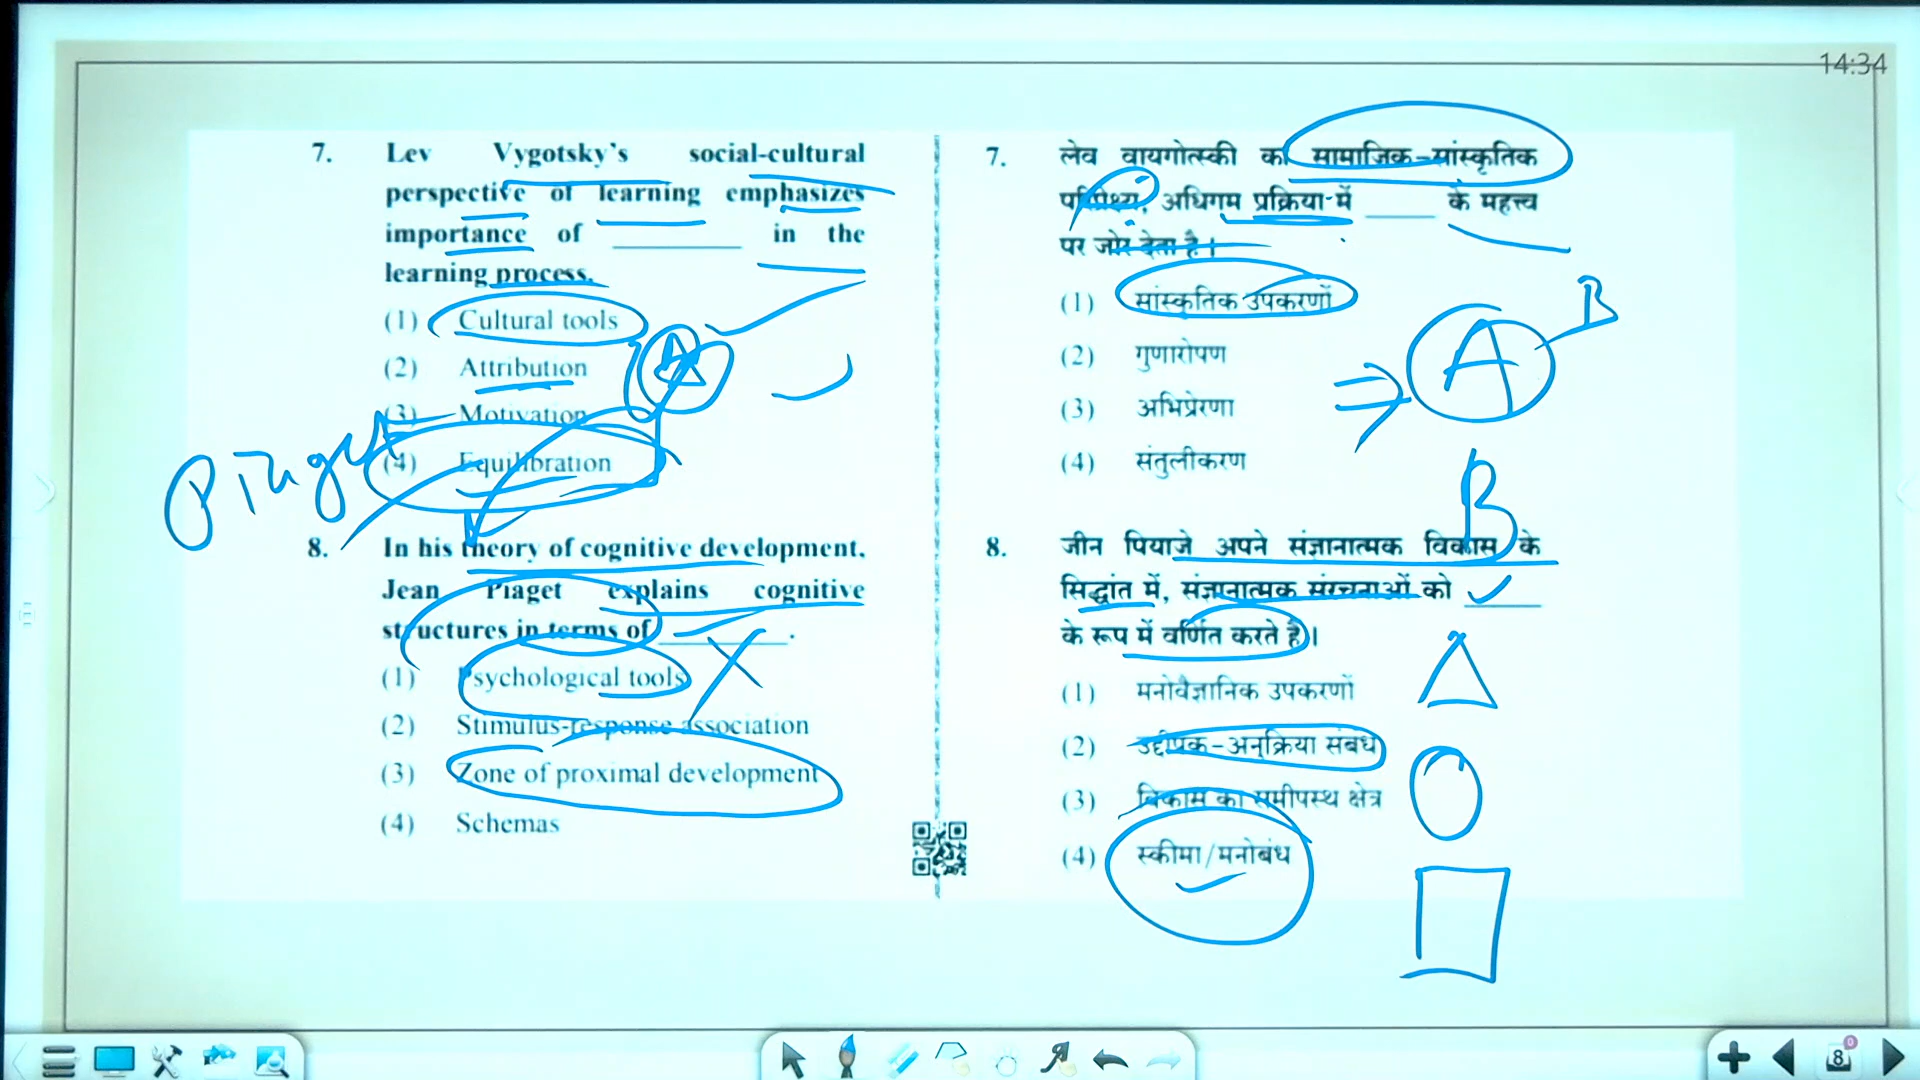 14:34
7. Lev Vygotsky's social-cultural
perspective of learning emphasizes
importance of ________ in the
learning process.
(1) Cultural tools
(2) Attribution
(3) Motivation
(4) Equilibration
Piaget
A
8. In his theory of cognitive development,
Jean Piaget explains cognitive
structures in terms of ________.
(1) Psychological tools
(2) Stimulus-response association
(3) Zone of proximal development
(4) Schemas
7. लेव वायगोत्स्की का सामाजिक-सांस्कृतिक
परिप्रेक्ष्य, अधिगम प्रक्रिया में ____ के महत्त्व
पर जोर देता है।
(1) सांस्कृतिक उपकरणों
(2) गुणारोपण
(3) अभिप्रेरणा
(4) संतुलीकरण
A B
B
8. जीन पियाजे अपने संज्ञानात्मक विकास के
सिद्धांत में, संज्ञानात्मक संरचनाओं को ____
के रूप में वर्णित करते है।
(1) मनोवैज्ञानिक उपकरणों
(2) उद्दीपक-अनुक्रिया संबंध
(3) विकास का समीपस्थ क्षेत्र
(4) स्कीमा/मनोबंध
8
0